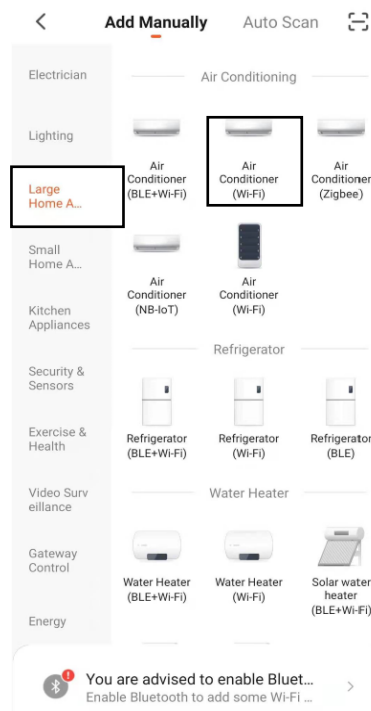 Add Manually
Auto Scan
Electrician
Lighting
Large
Home A...
Small
Home A...
Kitchen
Appliances
Security &
Sensors
Exercise &
Health
Video Surv
eillance
Gateway
Control
Energy
Air Conditioning
Air
Conditioner
(BLE+Wi-Fi)
Air
Conditioner
(Wi-Fi)
Air
Conditioner
(Zigbee)
Air
Conditioner
(NB-IoT)
Air
Conditioner
(Wi-Fi)
Refrigerator
Refrigerator
(BLE+Wi-Fi)
Refrigerator
(Wi-Fi)
Refrigerator
(BLE)
Water Heater
Water Heater
(BLE+Wi-Fi)
Water Heater
(Wi-Fi)
Solar water
heater
(BLE+Wi-Fi)
You are advised to enable Bluet...
Enable Bluetooth to add some Wi-Fi ...